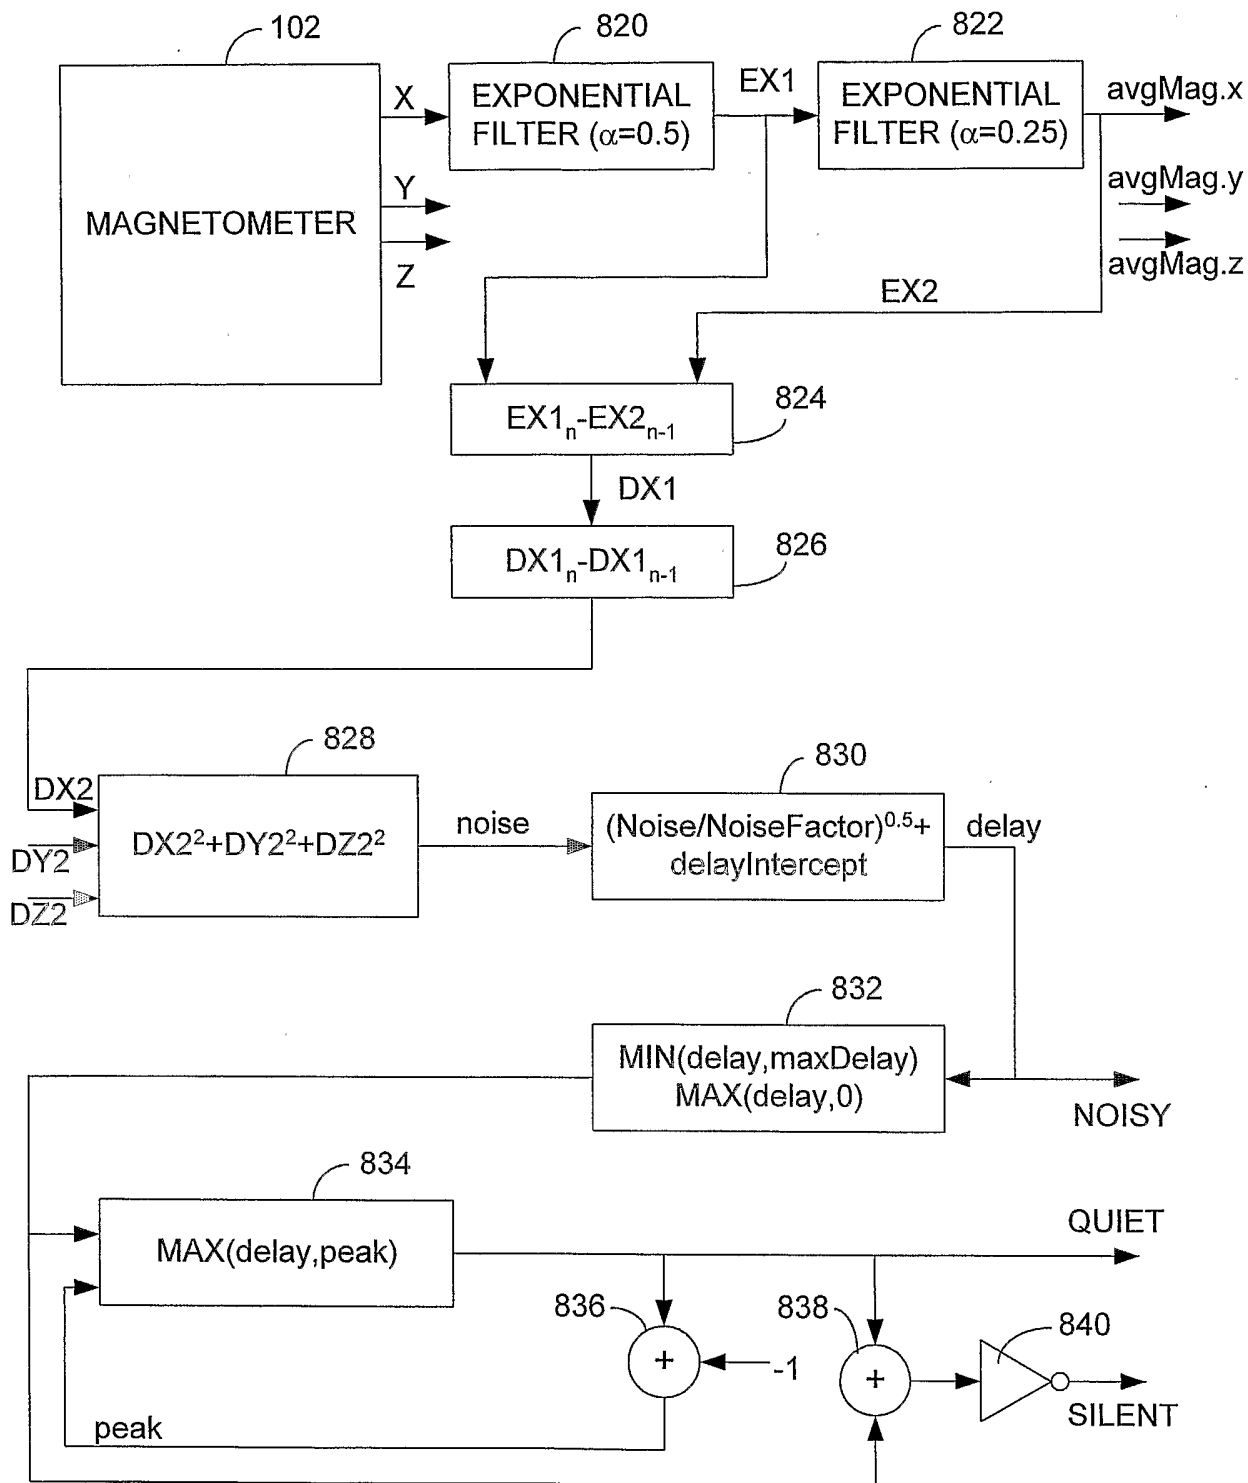 102
820
822
MAGNETOMETER
X
Y
Z
EXPONENTIAL
FILTER (α=0.5)
EX1
EXPONENTIAL
FILTER (α=0.25)
avgMag.x
avgMag.y
avgMag.z
EX2
EX1ₙ-EX2ₙ₋₁
824
DX1
DX1ₙ-DX1ₙ₋₁
826
828
DX2
DY2
DZ2
DX2²+DY2²+DZ2²
noise
830
(Noise/NoiseFactor)⁰·⁵+
delayIntercept
delay
832
MIN(delay,maxDelay)
MAX(delay,0)
NOISY
834
MAX(delay,peak)
QUIET
836
+
-1
838
+
840
SILENT
peak